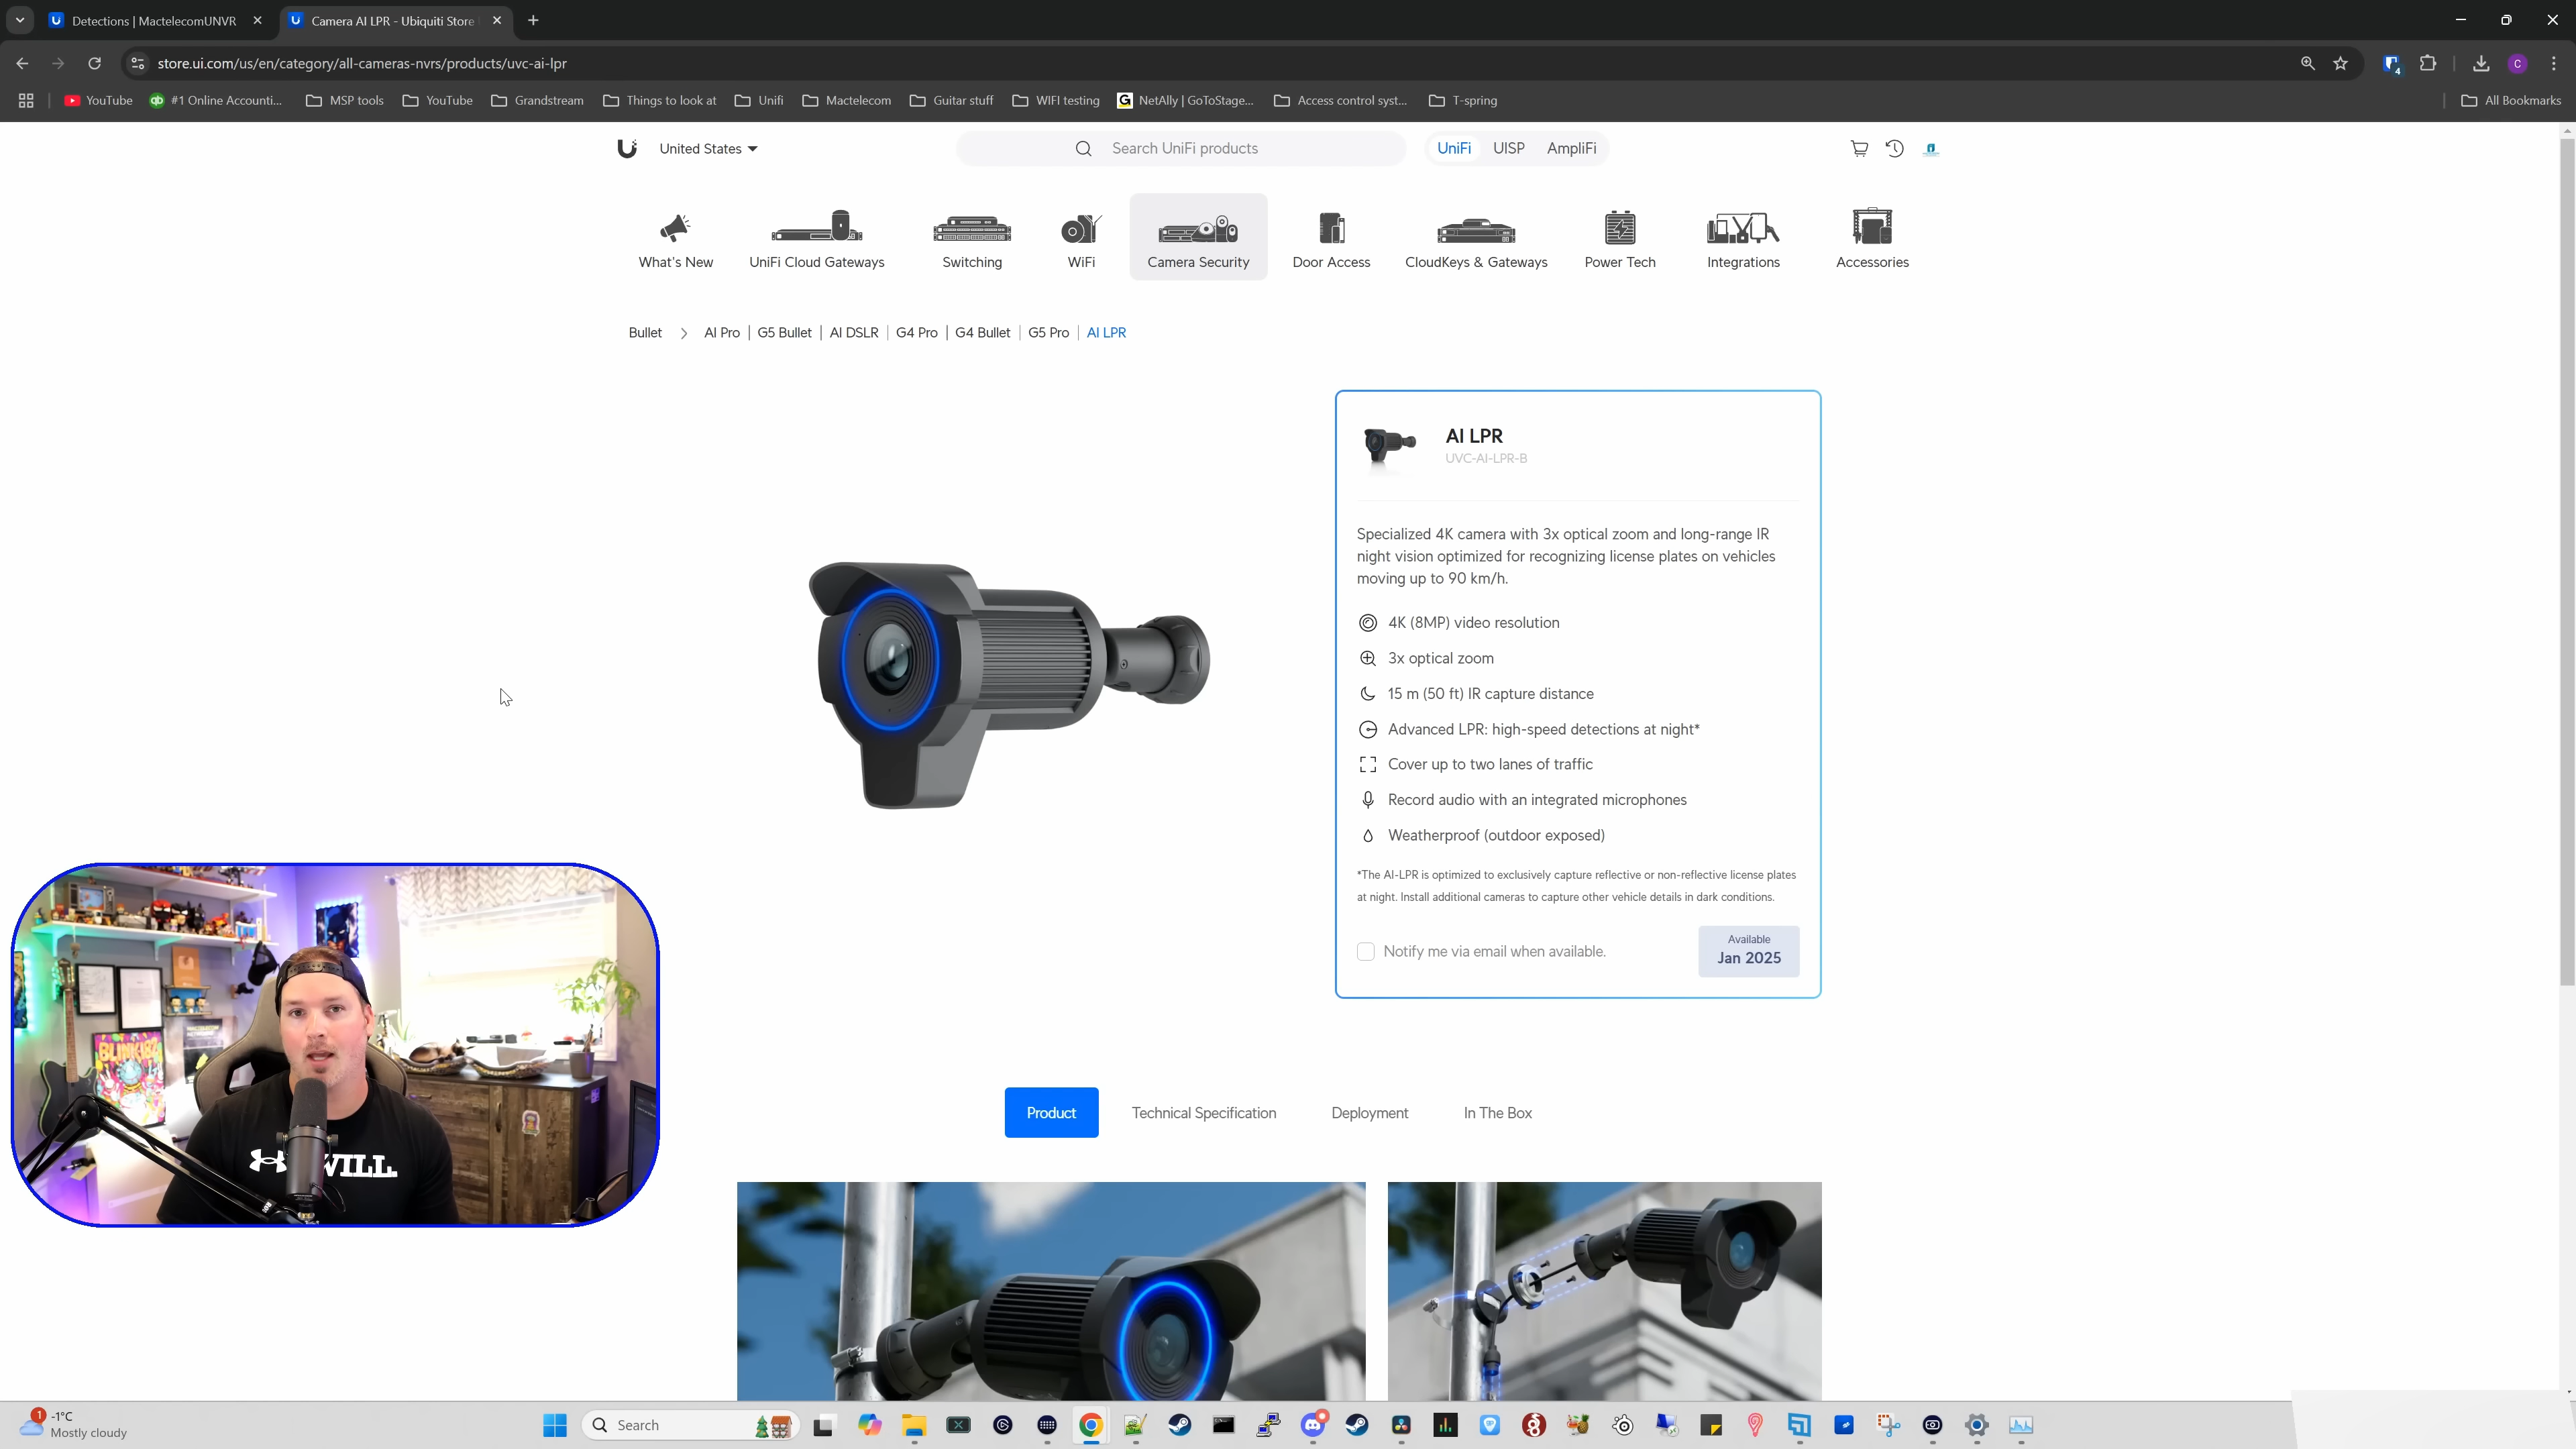 Detections | MactelecomUNVR
Camera AI LPR - Ubiquiti Store
store.ui.com/us/en/category/all-cameras-nvrs/products/uvc-ai-lpr
4
C
YouTube
#1 Online Accounti...
MSP tools
YouTube
Grandstream
Things to look at
Unifi
Mactelecom
Guitar stuff
WIFI testing
NetAlly | GoToStage...
Access control syst...
T-spring
All Bookmarks
United States
Search UniFi products
UniFi
UISP
AmpliFi
What's New
UniFi Cloud Gateways
Switching
WiFi
Camera Security
Door Access
CloudKeys & Gateways
Power Tech
Integrations
Accessories
Bullet
AI Pro
G5 Bullet
AI DSLR
G4 Pro
G4 Bullet
G5 Pro
AI LPR
AI LPR
UVC-AI-LPR-B
Specialized 4K camera with 3x optical zoom and long-range IR
night vision optimized for recognizing license plates on vehicles
moving up to 90 km/h.
4K (8MP) video resolution
3x optical zoom
15 m (50 ft) IR capture distance
Advanced LPR: high-speed detections at night*
Cover up to two lanes of traffic
Record audio with an integrated microphones
Weatherproof (outdoor exposed)
*The AI-LPR is optimized to exclusively capture reflective or non-reflective license plates
at night. Install additional cameras to capture other vehicle details in dark conditions.
Notify me via email when available.
Available
Jan 2025
BLINK182
WILL.
Product
Technical Specification
Deployment
In The Box
1
-1°C
Mostly cloudy
Search